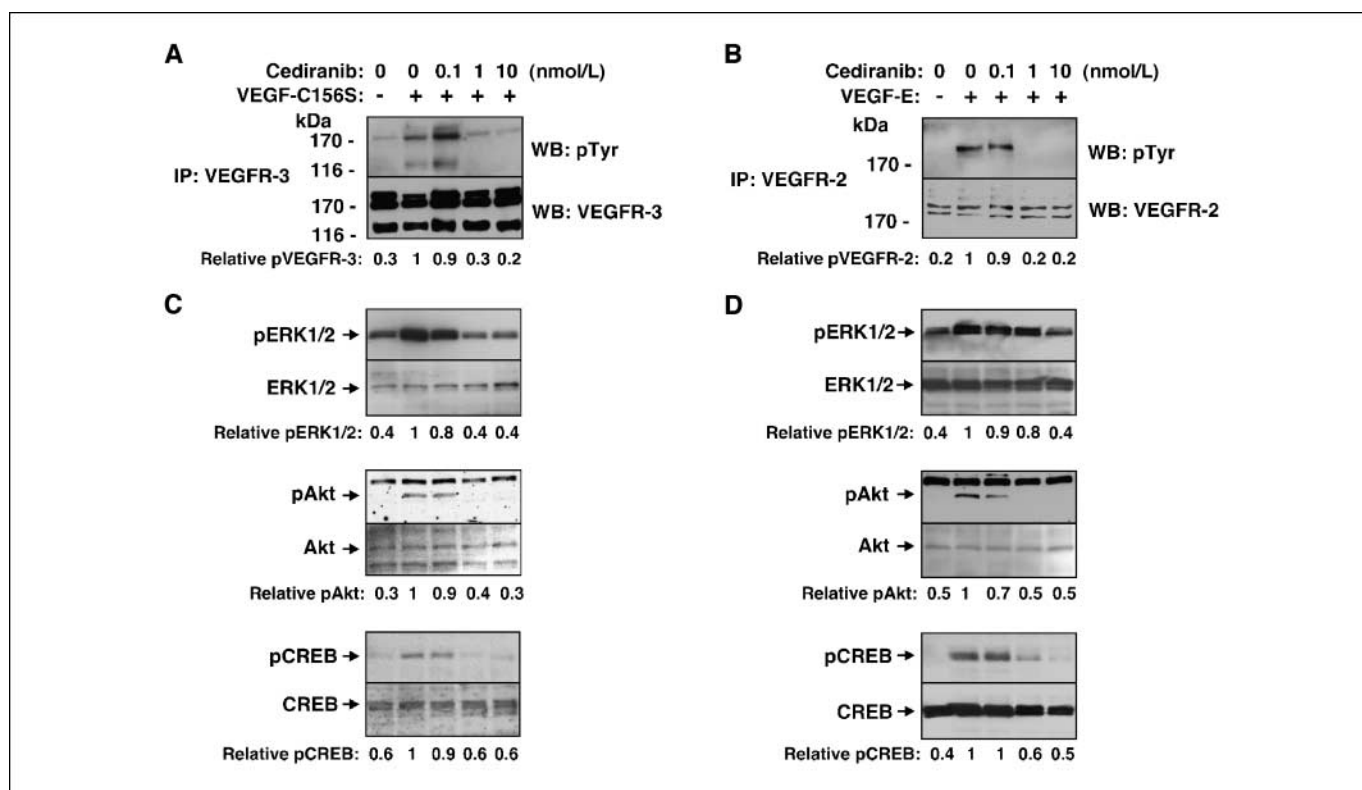 A
Cediranib: 0 0 0.1 1 10 (nmol/L)
VEGF-C156S: - + + + +
kDa
170 -
116 -
WB: pTyr
IP: VEGFR-3
170 -
116 -
WB: VEGFR-3
Relative pVEGFR-3: 0.3 1 0.9 0.3 0.2
B
Cediranib: 0 0 0.1 1 10 (nmol/L)
VEGF-E: - + + + +
kDa
170 -
WB: pTyr
IP: VEGFR-2
170 -
WB: VEGFR-2
Relative pVEGFR-2: 0.2 1 0.9 0.2 0.2
C
pERK1/2
ERK1/2
Relative pERK1/2: 0.4 1 0.8 0.4 0.4
pAkt
Akt
Relative pAkt: 0.3 1 0.9 0.4 0.3
pCREB
CREB
Relative pCREB: 0.6 1 0.9 0.6 0.6
D
pERK1/2
ERK1/2
Relative pERK1/2: 0.4 1 0.9 0.8 0.4
pAkt
Akt
Relative pAkt: 0.5 1 0.7 0.5 0.5
pCREB
CREB
Relative pCREB: 0.4 1 1 0.6 0.5